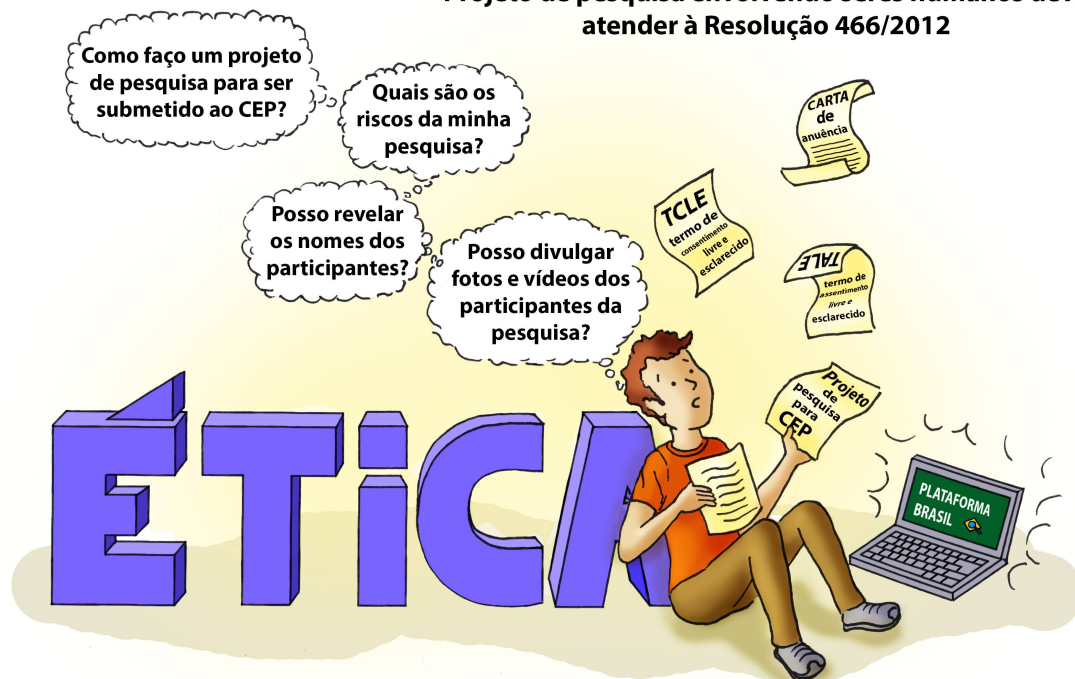 atender à Resolução 466/2012
Como faço um projeto
de pesquisa para ser
submetido ao CEP?
Quais são os
riscos da minha
pesquisa?
Posso revelar
os nomes dos
participantes?
Posso divulgar
fotos e vídeos dos
participantes da
pesquisa?
CARTA
de
anuência
TCLE
termo de
consentimento
livre e
esclarecido
TALE
termo de
assentimento
livre e
esclarecido
Projeto
de
pesquisa
para
CEP
ÉTiCA
PLATAFORMA
BRASIL